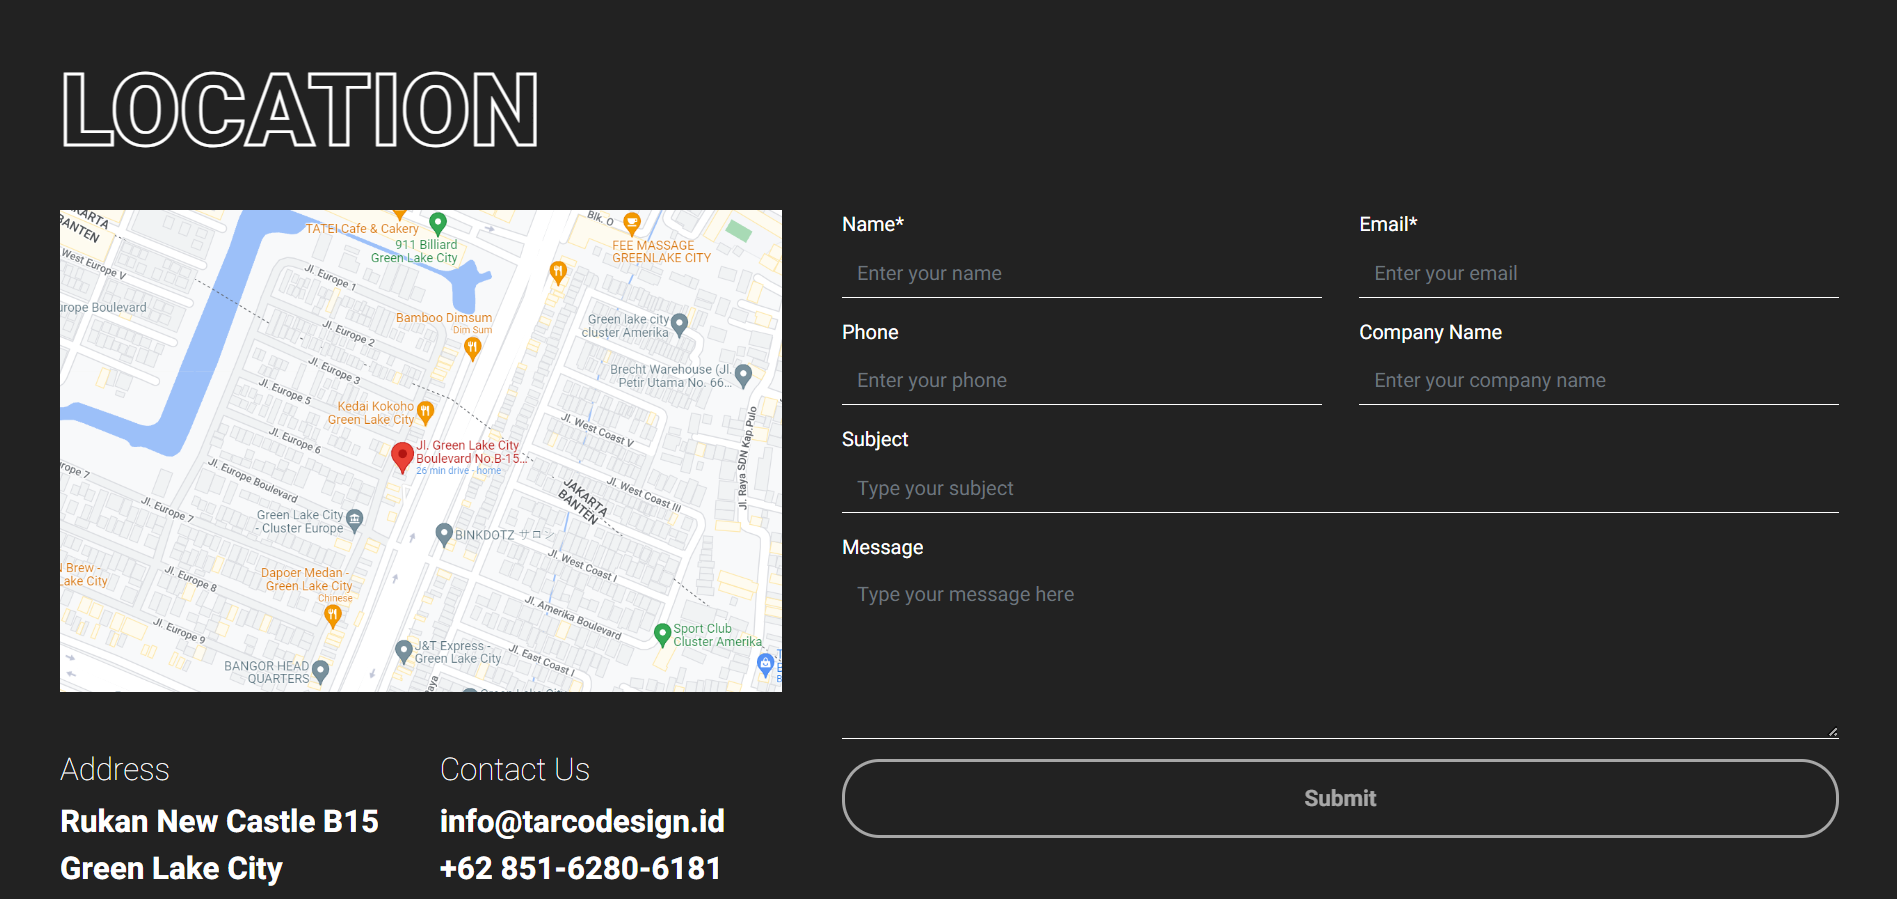 LOCATION
JAKARTA
BANTEN
TATEI Cafe & Cakery
911 Billiard
Green Lake City
Blk. O
FEE MASSAGE
GREENLAKE CITY
West Europe V
Jl. Europe 1
urope Boulevard
Bamboo Dimsum
Dim Sum
Green lake city
cluster Amerika
Jl. Europe 2
Jl. Europe 3
Brecht Warehouse (Jl.
Petir Utama No. 66...
Jl. Europe 5
Kedai Kokoho
Green Lake City
Jl. West Coast V
Jl. Raya SDN Kap.Pulo
Jl. Europe 6
Jl. Green Lake City
Boulevard No.B-15...
26 min drive - home
rope 7
Jl. Europe Boulevard
Jl. West Coast III
JAKARTA
BANTEN
Jl. Europe 7
Green Lake City
- Cluster Europe
BINKDOTZ サロン
Jl. West Coast I
Brew -
Lake City
Jl. Europe 8
Dapoer Medan -
Green Lake City
Chinese
Jl. Amerika Boulevard
Jl. Europe 9
Sport Club
Cluster Amerika
J&T Express -
Green Lake City
Jl. East Coast I
BANGOR HEAD
QUARTERS
Address
Rukan New Castle B15
Green Lake City
Contact Us
info@tarcodesign.id
+62 851-6280-6181
Name*
Enter your name
Email*
Enter your email
Phone
Enter your phone
Company Name
Enter your company name
Subject
Type your subject
Message
Type your message here
Submit